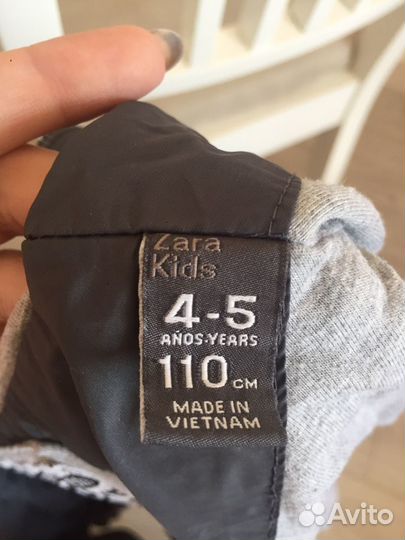 Zara
Kids
4-5
AÑOS·YEARS
110 CM
MADE IN
VIETNAM
Avito